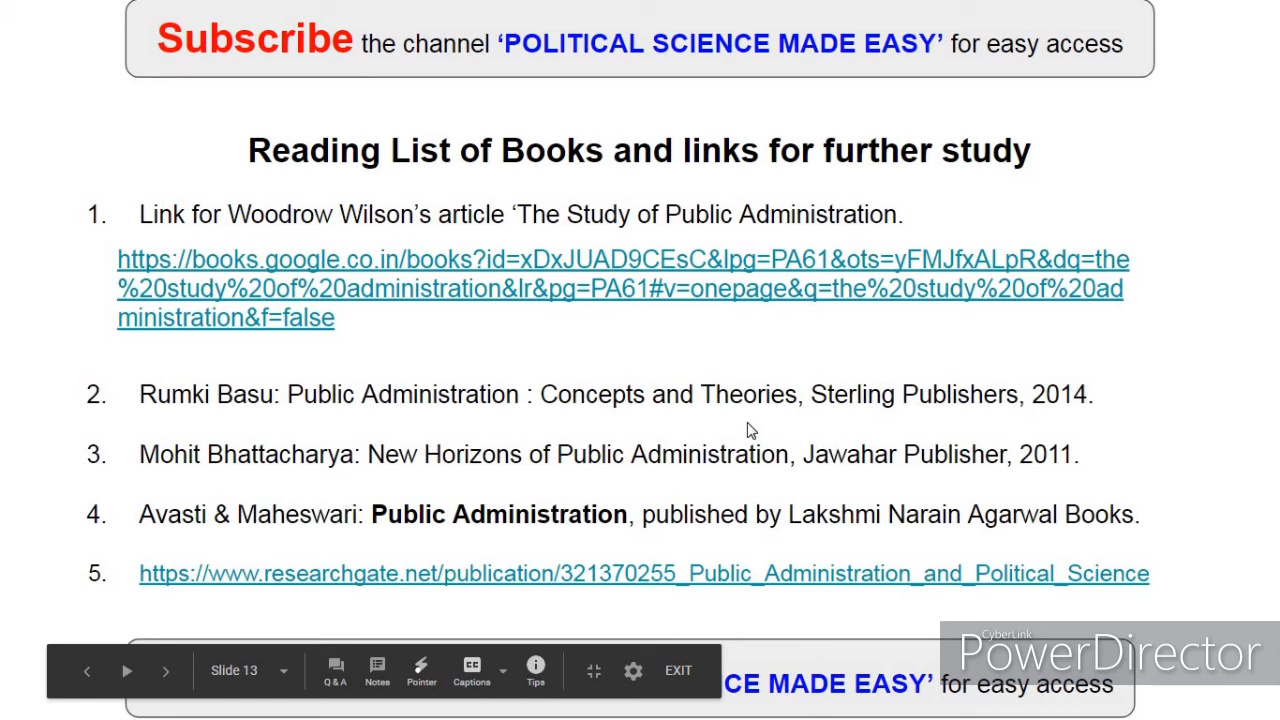 Subscribe the channel ‘POLITICAL SCIENCE MADE EASY’ for easy access
Reading List of Books and links for further study
1. Link for Woodrow Wilson’s article ‘The Study of Public Administration.
https://books.google.co.in/books?id=xDxJUAD9CEsC&lpg=PA61&ots=yFMJfxALpR&dq=the
%20study%20of%20administration&lr&pg=PA61#v=onepage&q=the%20study%20of%20ad
ministration&f=false
2. Rumki Basu: Public Administration : Concepts and Theories, Sterling Publishers, 2014.
3. Mohit Bhattacharya: New Horizons of Public Administration, Jawahar Publisher, 2011.
4. Avasti & Maheswari: Public Administration, published by Lakshmi Narain Agarwal Books.
5. https://www.researchgate.net/publication/321370255_Public_Administration_and_Political_Science
CyberLink
PowerDirector
Slide 13 Q & A Notes Pointer Captions CC Tips EXIT
CE MADE EASY’ for easy access